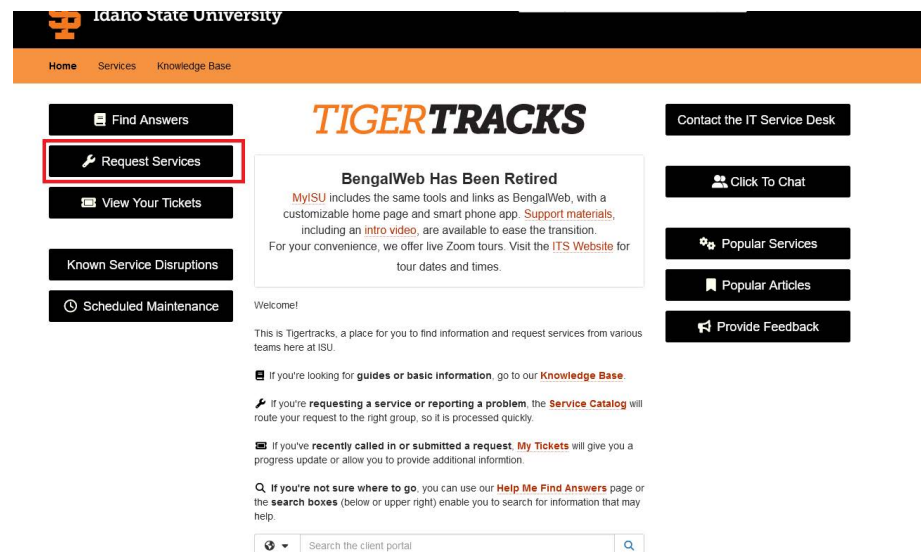 Idaho State University
Home Services Knowledge Base
Find Answers
Request Services
View Your Tickets
Known Service Disruptions
Scheduled Maintenance
TIGERTRACKS
BengalWeb Has Been Retired
MyISU includes the same tools and links as BengalWeb, with a
customizable home page and smart phone app. Support materials,
including an intro video, are available to ease the transition.
For your convenience, we offer live Zoom tours. Visit the ITS Website for
tour dates and times.
Welcome!
This is Tigertracks, a place for you to find information and request services from various
teams here at ISU.
If you're looking for guides or basic information, go to our Knowledge Base.
If you're requesting a service or reporting a problem, the Service Catalog will
route your request to the right group, so it is processed quickly.
If you've recently called in or submitted a request, My Tickets will give you a
progress update or allow you to provide additional informtion.
If you're not sure where to go, you can use our Help Me Find Answers page or
the search boxes (below or upper right) enable you to search for information that may
help.
Search the client portal
Contact the IT Service Desk
Click To Chat
Popular Services
Popular Articles
Provide Feedback